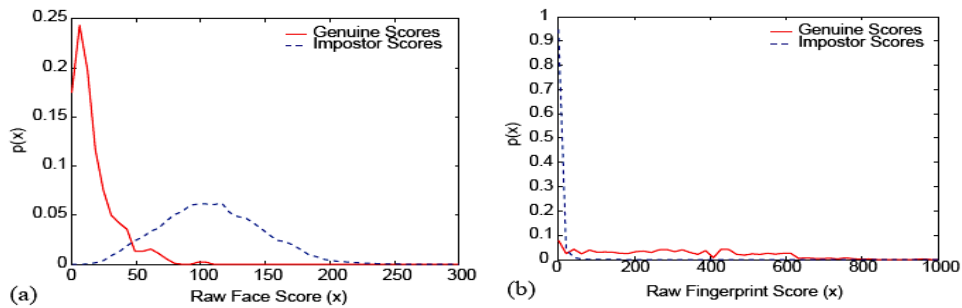 0.25
0.2
0.15
0.1
0.05
0
p(x)
Genuine Scores
Impostor Scores
0 50 100 150 200 250 300
Raw Face Score (x)
(a)
1
0.9
0.8
0.7
0.6
0.5
0.4
0.3
0.2
0.1
0
p(x)
Genuine Scores
Impostor Scores
0 200 400 600 800 1000
Raw Fingerprint Score (x)
(b)